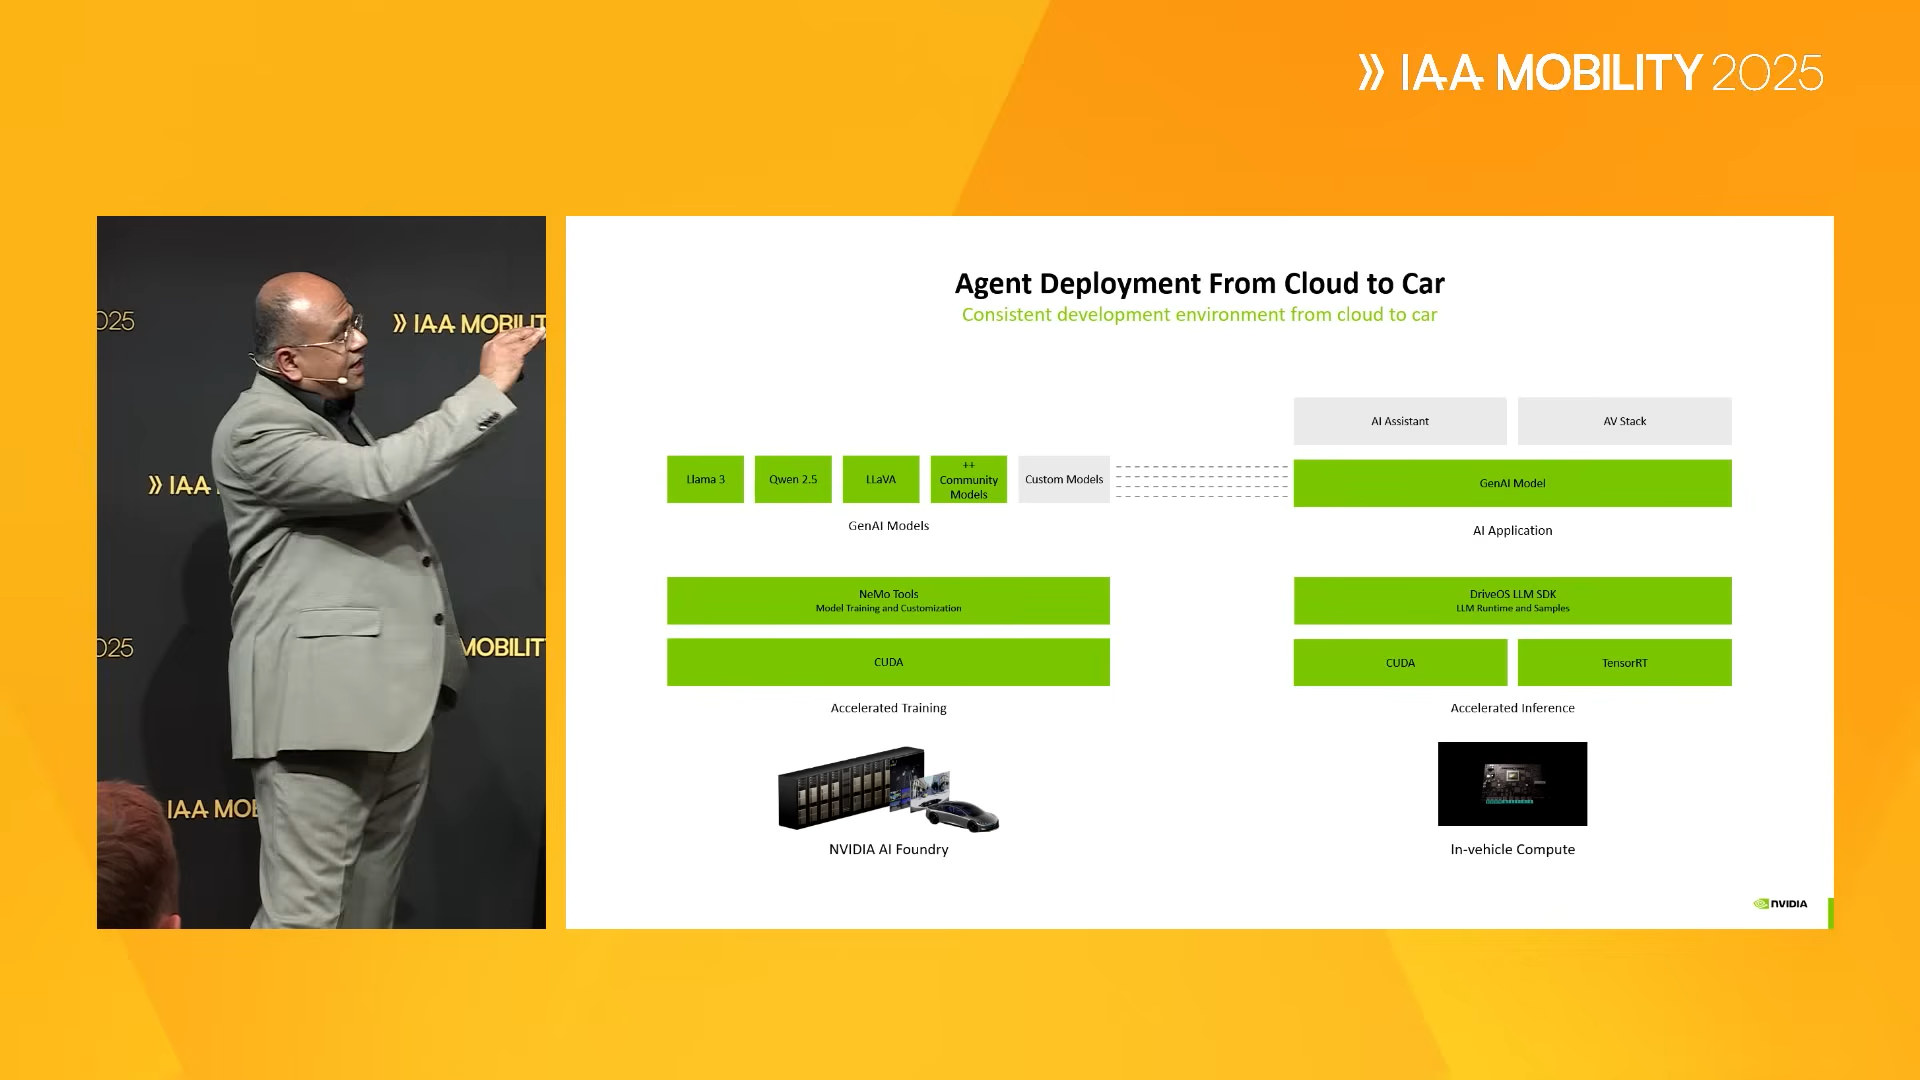 » IAA MOBILITY 2025
025
» IAA MOBILIT
» IAA
025
MOBILIT
IAA MOB
Agent Deployment From Cloud to Car
Consistent development environment from cloud to car
Llama 3
Qwen 2.5
LLaVA
++
Community
Models
Custom Models
GenAI Models
NeMo Tools
Model Training and Customization
CUDA
Accelerated Training
NVIDIA AI Foundry
AI Assistant
AV Stack
GenAI Model
AI Application
DriveOS LLM SDK
LLM Runtime and Samples
CUDA
TensorRT
Accelerated Inference
In-vehicle Compute
NVIDIA